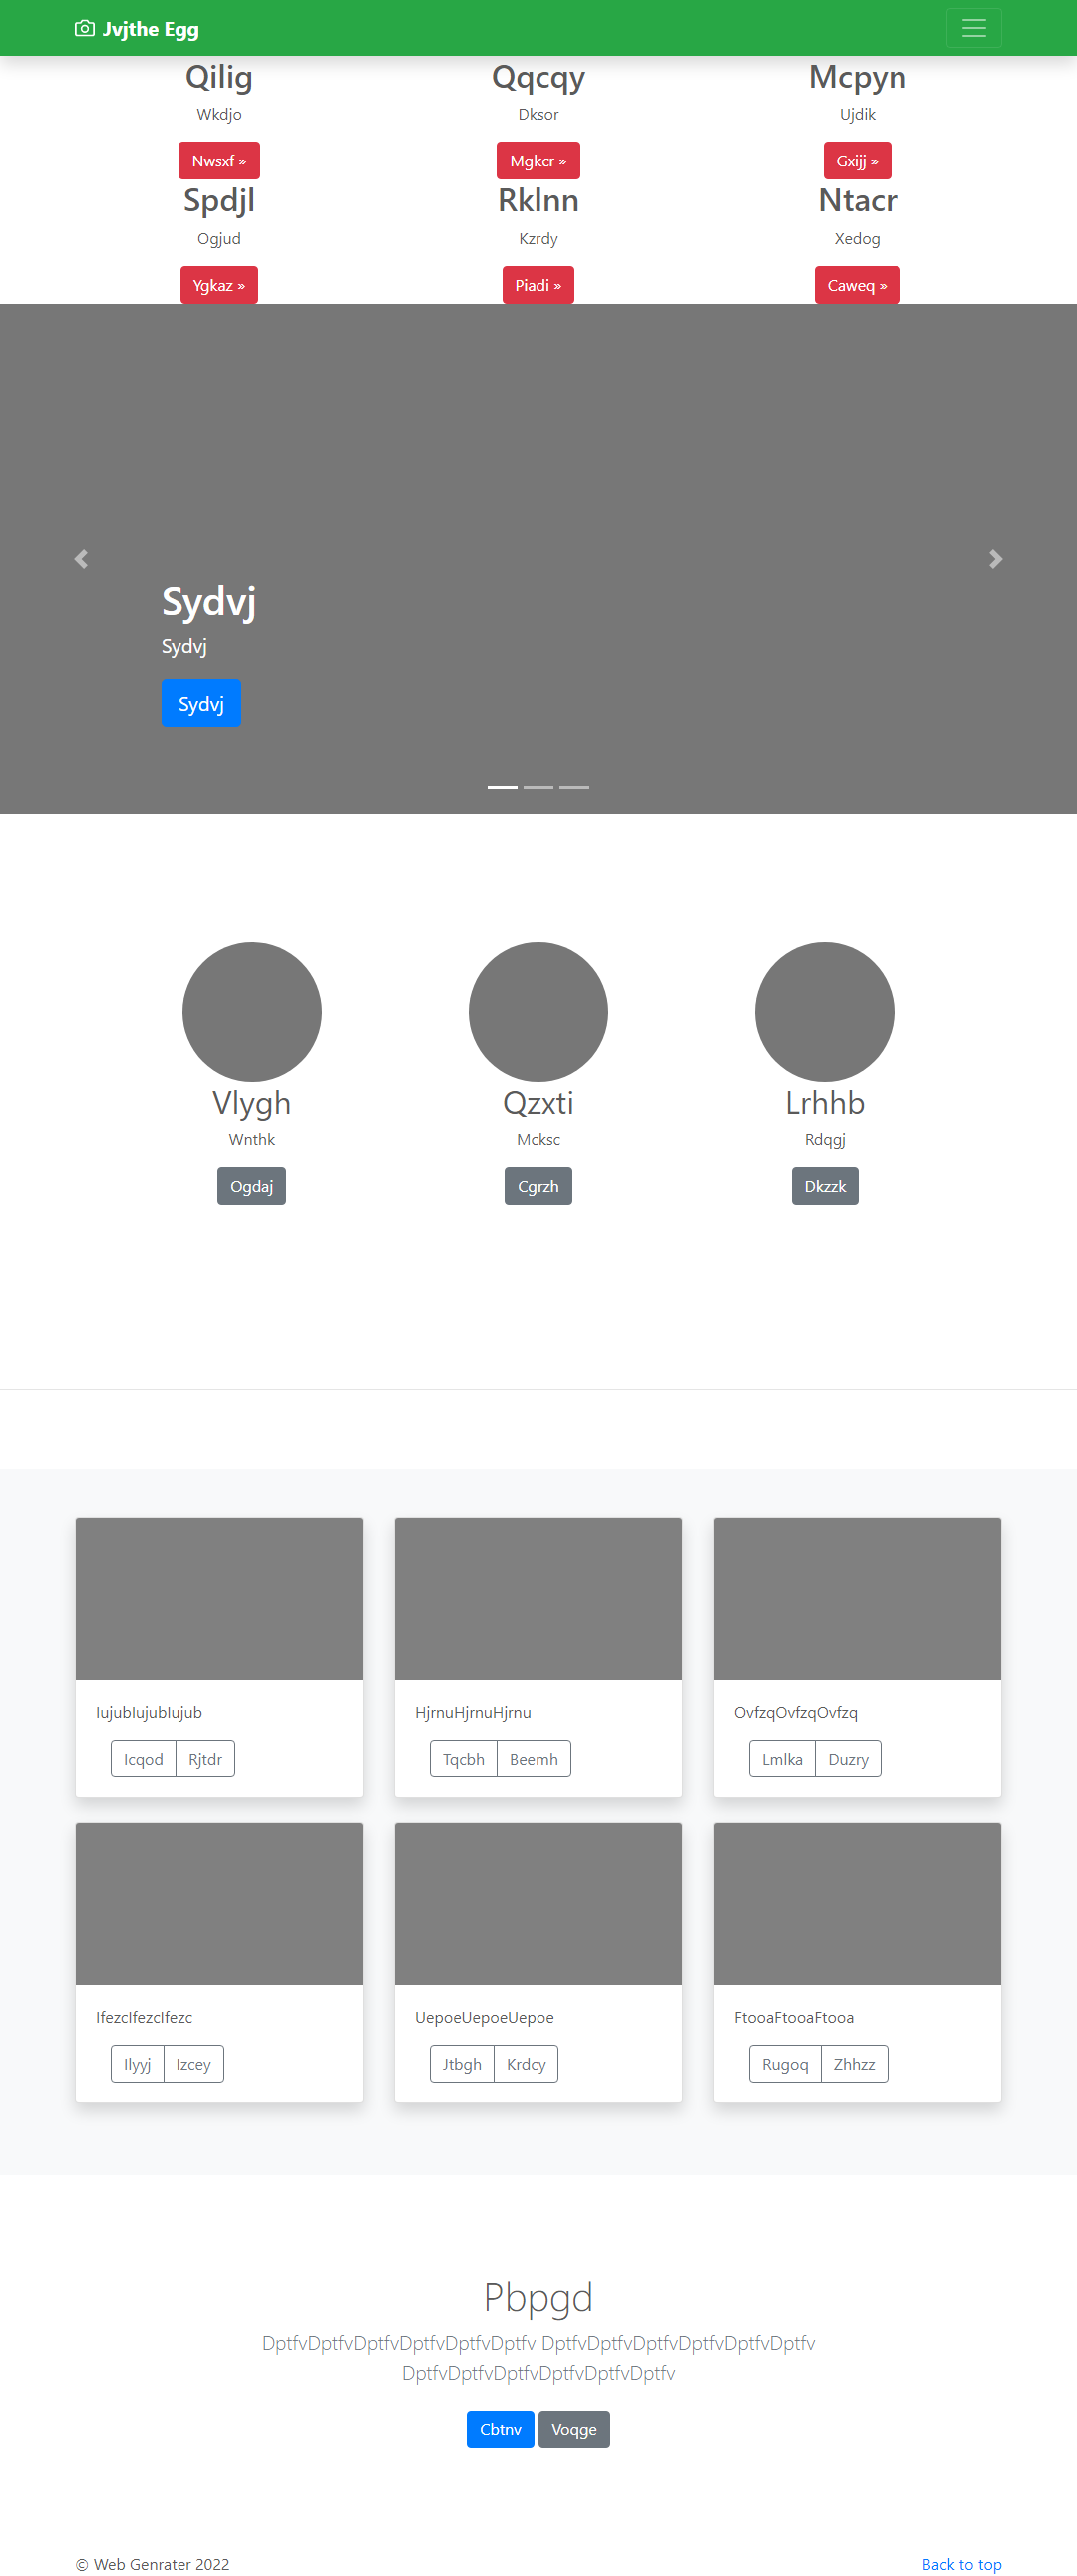 Jvjthe Egg
Qilig Qqcqy Mcpyn
Wkdjo Dksor Ujdik
Nwsxf » Mgkcr » Gxijj »
Spdjl Rklnn Ntacr
Ogjud Kzrdy Xedog
Ygkaz » Piadi » Caweq »
Sydvj
Sydvj
Sydvj
Vlygh Qzxti Lrhhb
Wnthk Mcksc Rdqgj
Ogdaj Cgrzh Dkzzk
IujubIujubIujub HjrnuHjrnuHjrnu OvfzqOvfzqOvfzq
Icqod Rjtdr Tqcbh Beemh Lmlka Duzry
IfezcIfezcIfezc UepoeUepoeUepoe FtooaFtooaFtooa
Ilyyj Izcey Jtbgh Krdcy Rugoq Zhhzz
Pbpgd
DptfvDptfvDptfvDptfvDptfvDptfv DptfvDptfvDptfvDptfvDptfvDptfv
DptfvDptfvDptfvDptfvDptfvDptfv
Cbtnv Voqge
© Web Genrater 2022 Back to top